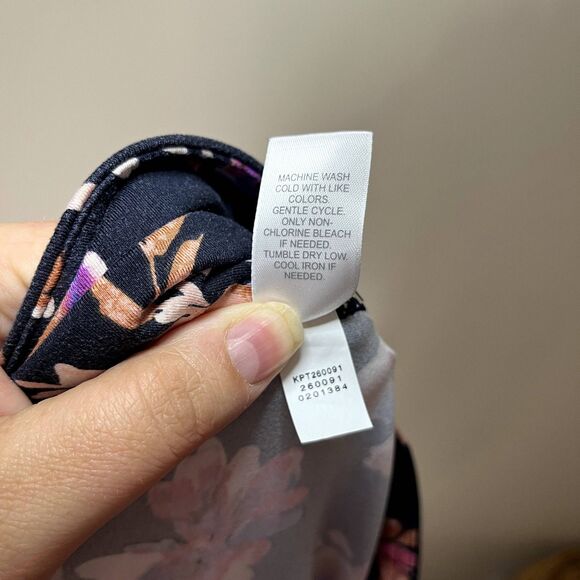 MACHINE WASH
COLD WITH LIKE
COLORS.
GENTLE CYCLE.
ONLY NON-
CHLORINE BLEACH
IF NEEDED.
TUMBLE DRY LOW.
COOL IRON IF
NEEDED.
KPT260091
260091
0201384